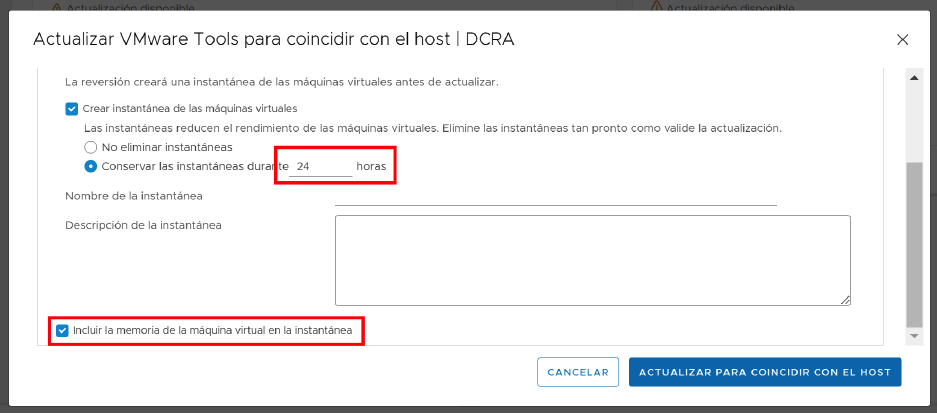 Actualización disponible
Actualización disponible
Actualizar VMware Tools para coincidir con el host | DCRA
La reversión creará una instantánea de las máquinas virtuales antes de actualizar.
Crear instantánea de las máquinas virtuales
Las instantáneas reducen el rendimiento de las máquinas virtuales. Elimine las instantáneas tan pronto como valide la actualización.
No eliminar instantáneas
Conservar las instantáneas durante 24 horas
Nombre de la instantánea
Descripción de la instantánea
Incluir la memoria de la máquina virtual en la instantánea
CANCELAR
ACTUALIZAR PARA COINCIDIR CON EL HOST